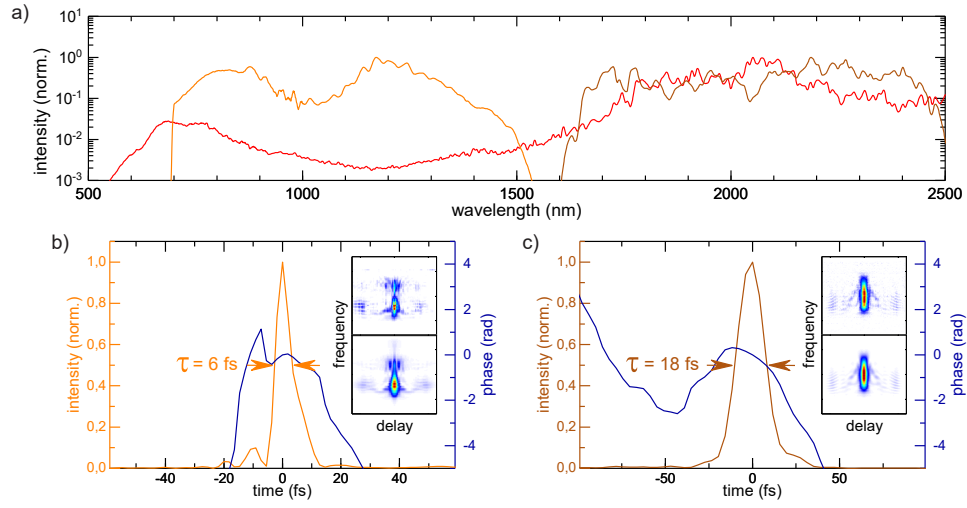 a)
10^1
10^0
10^-1
10^-2
10^-3
intensity (norm.)
500 1000 1500 2000 2500
wavelength (nm)
b)
1,0
0,8
0,6
0,4
0,2
0,0
intensity (norm.)
τ = 6 fs
frequency
delay
4
2
0
-2
-4
phase (rad)
-40 -20 0 20 40
time (fs)
c)
1,0
0,8
0,6
0,4
0,2
0,0
intensity (norm.)
τ = 18 fs
frequency
delay
4
2
0
-2
-4
phase (rad)
-50 0 50
time (fs)